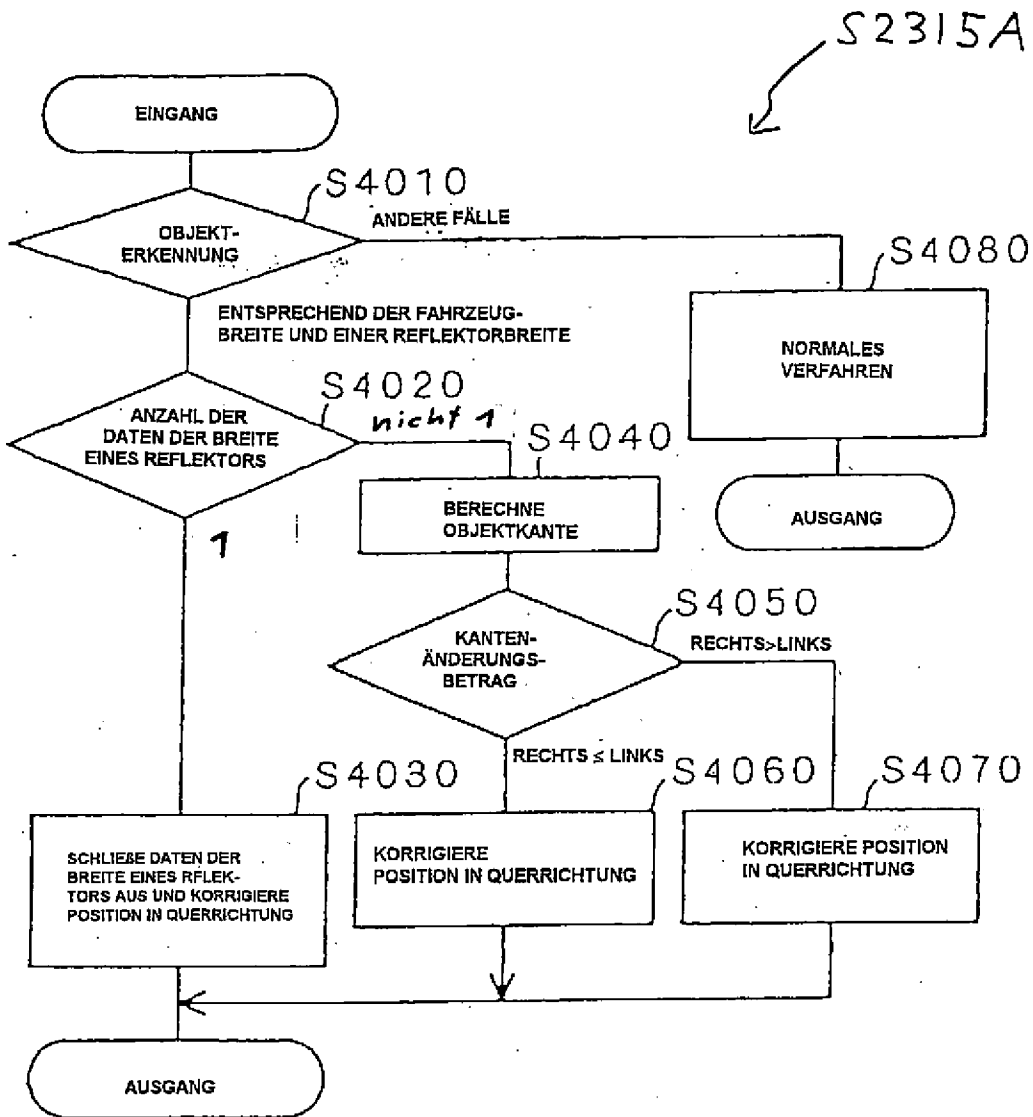 S2315A
EINGANG
S4010
OBJEKT-
ERKENNUNG
ANDERE FÄLLE
S4080
NORMALES
VERFAHREN
AUSGANG
ENTSPRECHEND DER FAHRZEUG-
BREITE UND EINER REFLEKTORBREITE
S4020
ANZAHL DER
DATEN DER BREITE
EINES REFLEKTORS
nicht 1
1
S4040
BERECHNE
OBJEKTKANTE
S4050
KANTEN-
ÄNDERUNGS-
BETRAG
RECHTS>LINKS
RECHTS ≤ LINKS
S4030
SCHLIEßE DATEN DER
BREITE EINES RFLEK-
TORS AUS UND KORRIGIERE
POSITION IN QUERRICHTUNG
S4060
KORRIGIERE
POSITION IN QUERRICHTUNG
S4070
KORRIGIERE POSITION
IN QUERRICHTUNG
AUSGANG